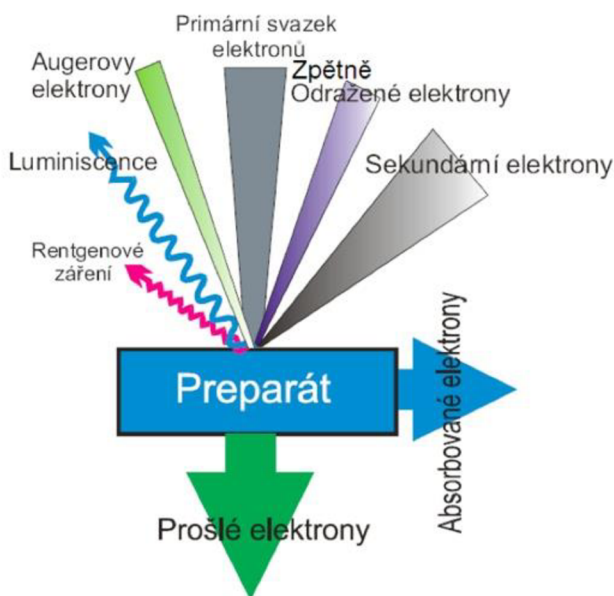 Primární svazek
elektronů
Augerovy
elektrony
Zpětně
Odražené elektrony
Luminiscence
Sekundární elektrony
Rentgenové
záření
Preparát
Absorbované elektrony
Prošlé elektrony